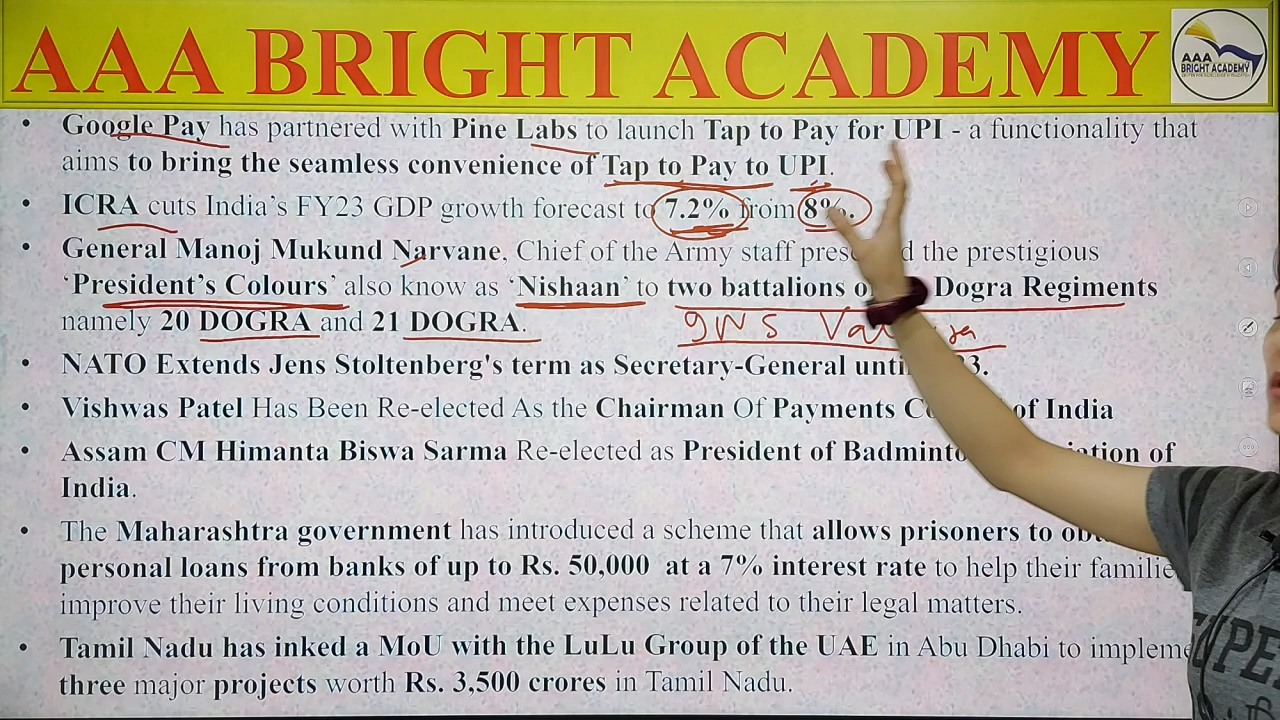 AAA BRIGHT ACADEMY
AAA
BRIGHT ACADEMY
• Google Pay has partnered with Pine Labs to launch Tap to Pay for UPI - a functionality that
aims to bring the seamless convenience of Tap to Pay to UPI.
• ICRA cuts India's FY23 GDP growth forecast to 7.2% from 8%.
• General Manoj Mukund Narvane, Chief of the Army staff the prestigious
'President's Colours' also know as 'Nishaan' to two battalions Dogra Regiments
namely 20 DOGRA and 21 DOGRA.
INS
• NATO Extends Jens Stoltenberg's term as Secretary-General
• Vishwas Patel Has Been Re-elected As the Chairman Of Payments of India
• Assam CM Himanta Biswa Sarma Re-elected as President of of
India.
• The Maharashtra government has introduced a scheme that allows prisoners to
personal loans from banks of up to Rs. 50,000 at a 7% interest rate to help their
improve their living conditions and meet expenses related to their legal matters.
• Tamil Nadu has inked a MoU with the LuLu Group of the UAE in Abu Dhabi to
three major projects worth Rs. 3,500 crores in Tamil Nadu.